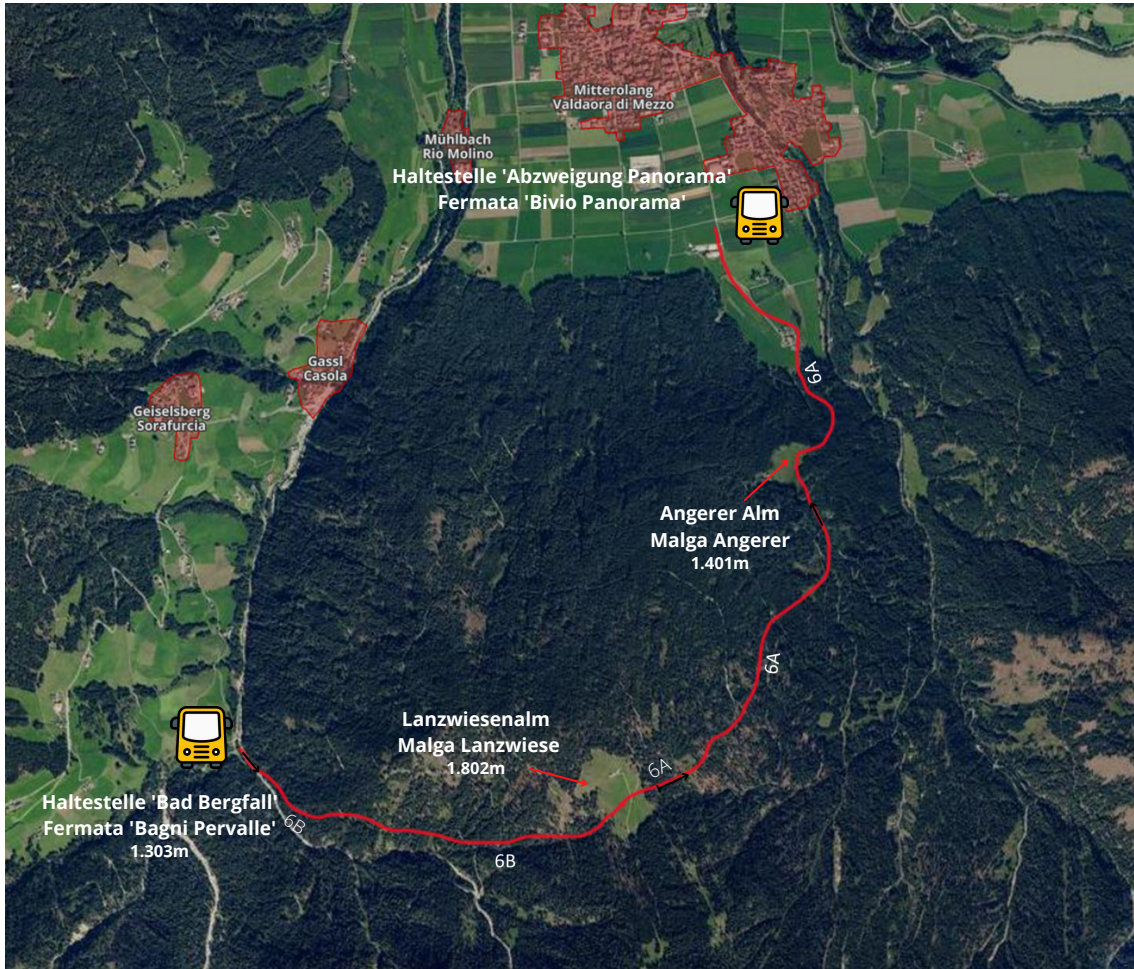 Mitterolang
Valdaora di Mezzo
Mühlbach
Rio Molino
Haltestelle 'Abzweigung Panorama'
Fermata 'Bivio Panorama'
Gassl
Casola
6A
Geiselsberg
Sorafurcia
Angerer Alm
Malga Angerer
1.401m
6A
Lanzwiesenalm
Malga Lanzwiese
1.802m
6A
Haltestelle 'Bad Bergfall'
Fermata 'Bagni Pervalle'
1.303m
6B
6B